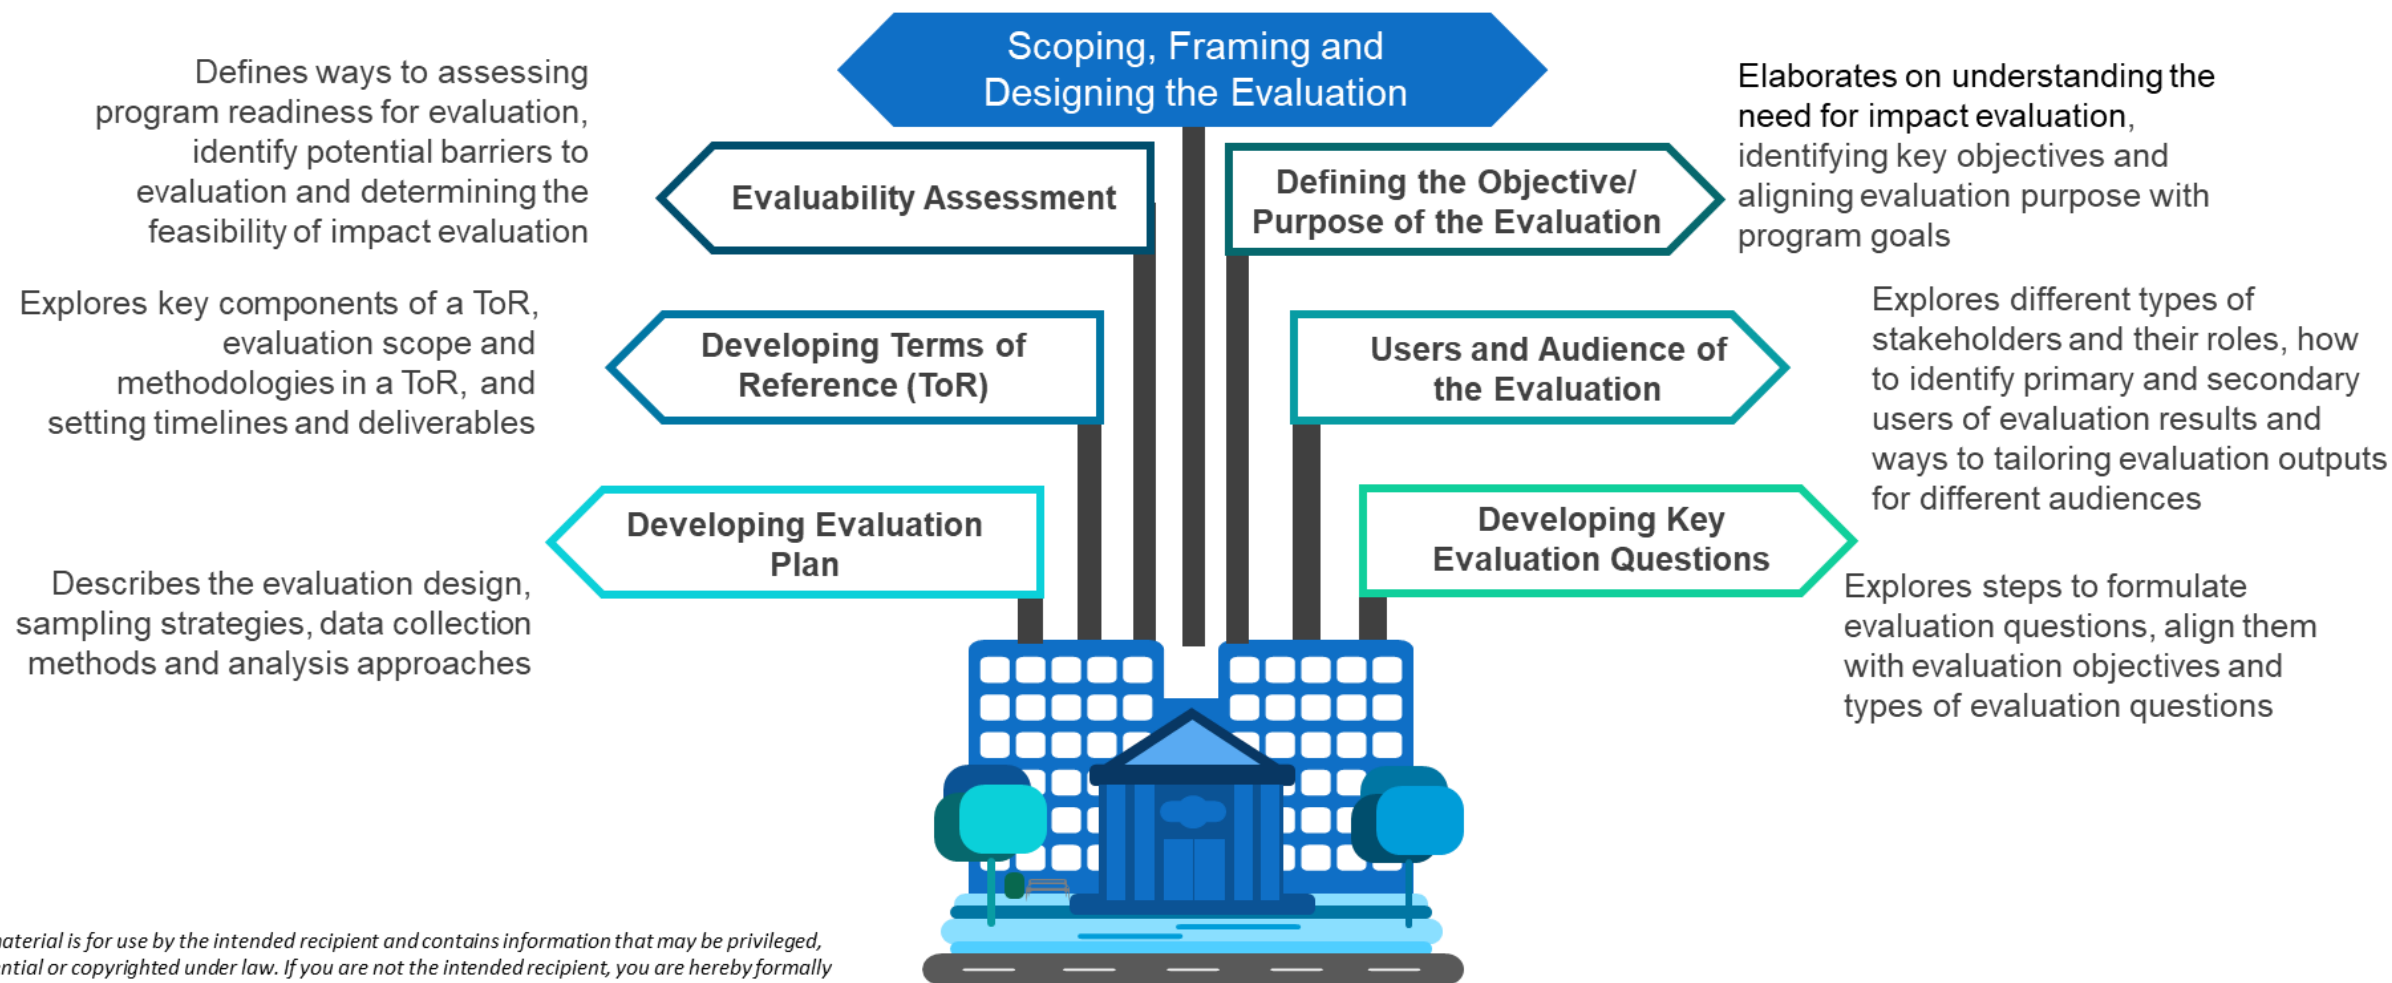 Scoping, Framing and
Designing the Evaluation
Defines ways to assessing
program readiness for evaluation,
identify potential barriers to
evaluation and determining the
feasibility of impact evaluation
Evaluability Assessment
Defining the Objective/
Purpose of the Evaluation
Elaborates on understanding the
need for impact evaluation,
identifying key objectives and
aligning evaluation purpose with
program goals
Explores key components of a ToR,
evaluation scope and
methodologies in a ToR, and
setting timelines and deliverables
Developing Terms of
Reference (ToR)
Users and Audience of
the Evaluation
Explores different types of
stakeholders and their roles, how
to identify primary and secondary
users of evaluation results and
ways to tailoring evaluation outputs
for different audiences
Developing Evaluation
Plan
Describes the evaluation design,
sampling strategies, data collection
methods and analysis approaches
Developing Key
Evaluation Questions
Explores steps to formulate
evaluation questions, align them
with evaluation objectives and
types of evaluation questions
aterial is for use by the intended recipient and contains information that may be privileged,
ntial or copyrighted under law. If you are not the intended recipient, you are hereby formally